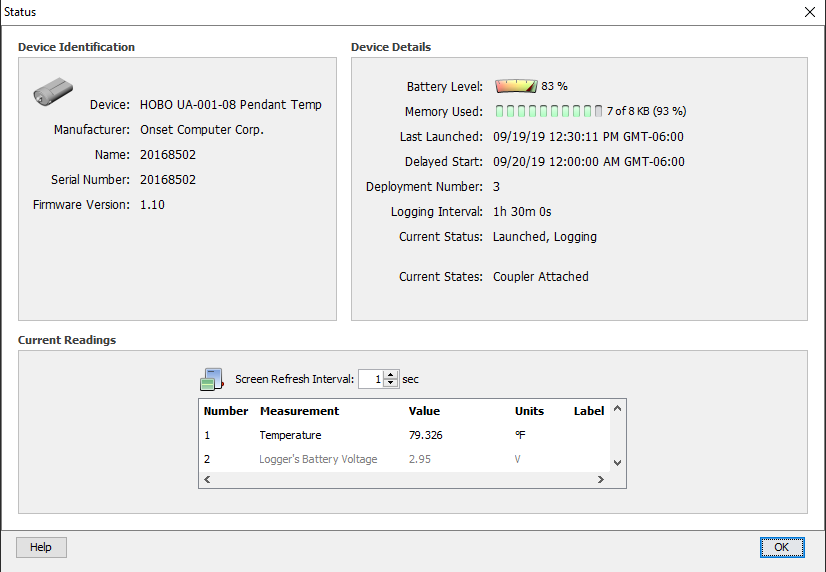 Status
Device Identification
Device: HOBO UA-001-08 Pendant Temp
Manufacturer: Onset Computer Corp.
Name: 20168502
Serial Number: 20168502
Firmware Version: 1.10
Device Details
Battery Level: 83 %
Memory Used: 7 of 8 KB (93 %)
Last Launched: 09/19/19 12:30:11 PM GMT-06:00
Delayed Start: 09/20/19 12:00:00 AM GMT-06:00
Deployment Number: 3
Logging Interval: 1h 30m 0s
Current Status: Launched, Logging
Current States: Coupler Attached
Current Readings
Screen Refresh Interval: 1 sec
Number Measurement Value Units Label
1 Temperature 79.326 °F
2 Logger's Battery Voltage 2.95 V
Help OK